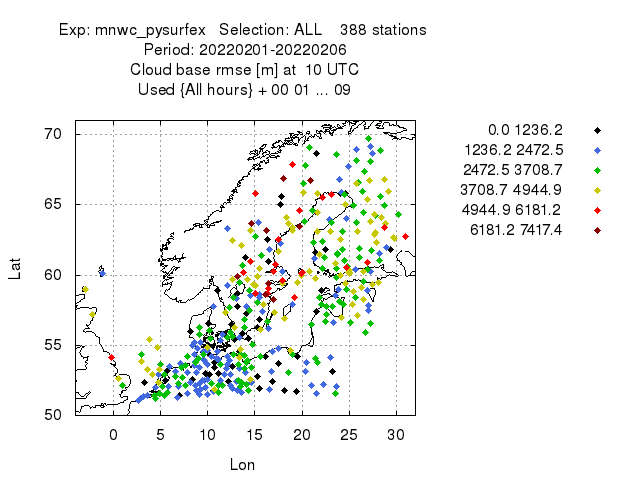 Exp: mnwc_pysurfex   Selection: ALL    388 stations
Period: 20220201-20220206
Cloud base rmse [m] at  10 UTC
Used {All hours} + 00 01 ... 09
0.0 1236.2
1236.2 2472.5
2472.5 3708.7
3708.7 4944.9
4944.9 6181.2
6181.2 7417.4
70
65
60
55
50
Lat
0 5 10 15 20 25 30
Lon